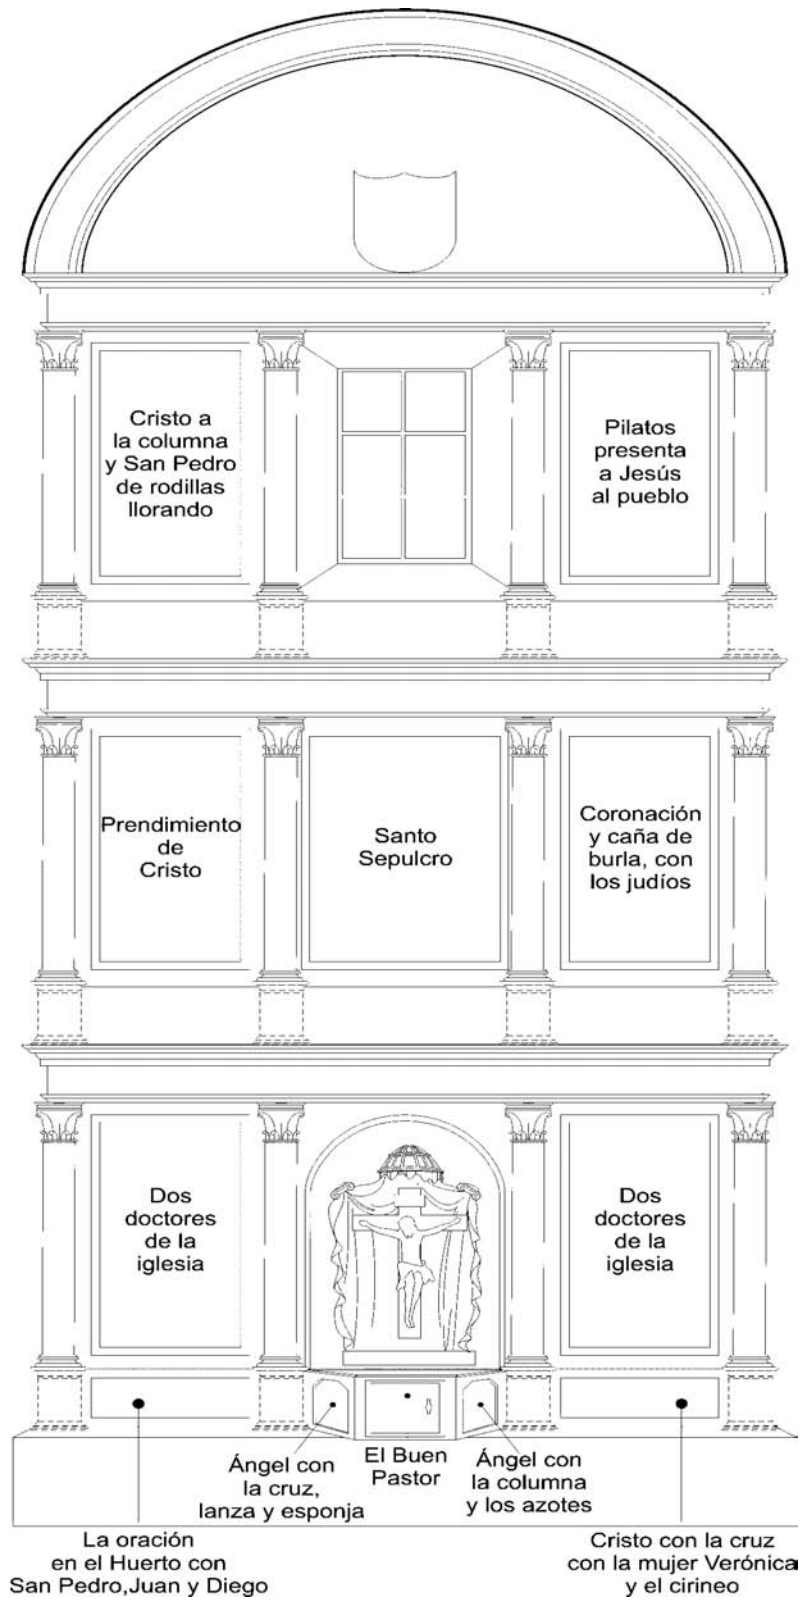 Cristo a
la columna
y San Pedro
de rodillas
llorando
Pilatos
presenta
a Jesús
al pueblo
Prendimiento
de
Cristo
Santo
Sepulcro
Coronación
y caña de
burla, con
los judíos
Dos
doctores
de la
iglesia
Dos
doctores
de la
iglesia
Ángel con
la cruz,
lanza y esponja
El Buen
Pastor
Ángel con
la columna
y los azotes
La oración
en el Huerto con
San Pedro,Juan y Diego
Cristo con la cruz
con la mujer Verónica
y el cirineo